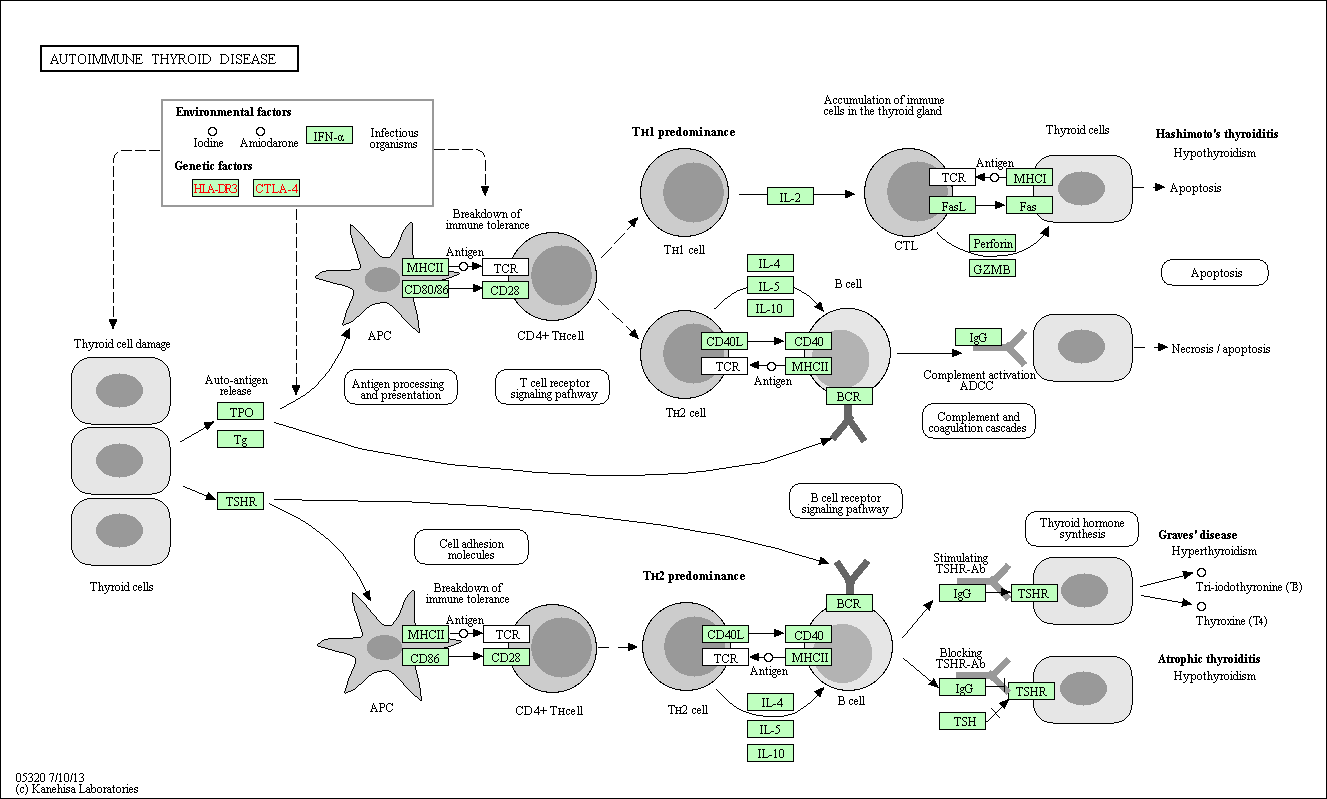 AUTOIMMUNE THYROID DISEASE
Environmental factors
Iodine
Amiodarone
IFN-α
Infectious
organisms
Genetic factors
HLA-DR3
CTLA-4
Thyroid cell damage
Thyroid cells
Auto-antigen
release
TPO
Tg
TSHR
Breakdown of
immune tolerance
Antigen
MHCII
TCR
CD80/86
CD28
APC
CD4+ TH cell
Antigen processing
and presentation
T cell receptor
signaling pathway
TH1 predominance
TH1 cell
IL-2
Accumulation of immune
cells in the thyroid gland
CTL
Antigen
TCR
MHCI
FasL
Fas
Perforin
GZMB
Thyroid cells
Hashimoto's thyroiditis
Hypothyroidism
Apoptosis
Apoptosis
IL-4
IL-5
IL-10
B cell
CD40L
CD40
TCR
MHCII
Antigen
TH2 cell
BCR
IgG
Complement activation
ADCC
Necrosis / apoptosis
Complement and
coagulation cascades
B cell receptor
signaling pathway
Cell adhesion
molecules
Breakdown of
immune tolerance
Antigen
MHCII
TCR
CD86
CD28
APC
CD4+ TH cell
TH2 predominance
BCR
CD40L
CD40
TCR
MHCII
Antigen
TH2 cell
B cell
IL-4
IL-5
IL-10
Thyroid hormone
synthesis
Stimulating
TSHR-Ab
IgG
TSHR
Graves' disease
Hyperthyroidism
Tri-iodothyronine (T3)
Thyroxine (T4)
Blocking
TSHR-Ab
IgG
TSHR
TSH
Atrophic thyroiditis
Hypothyroidism
05320 7/10/13
(c) Kanehisa Laboratories